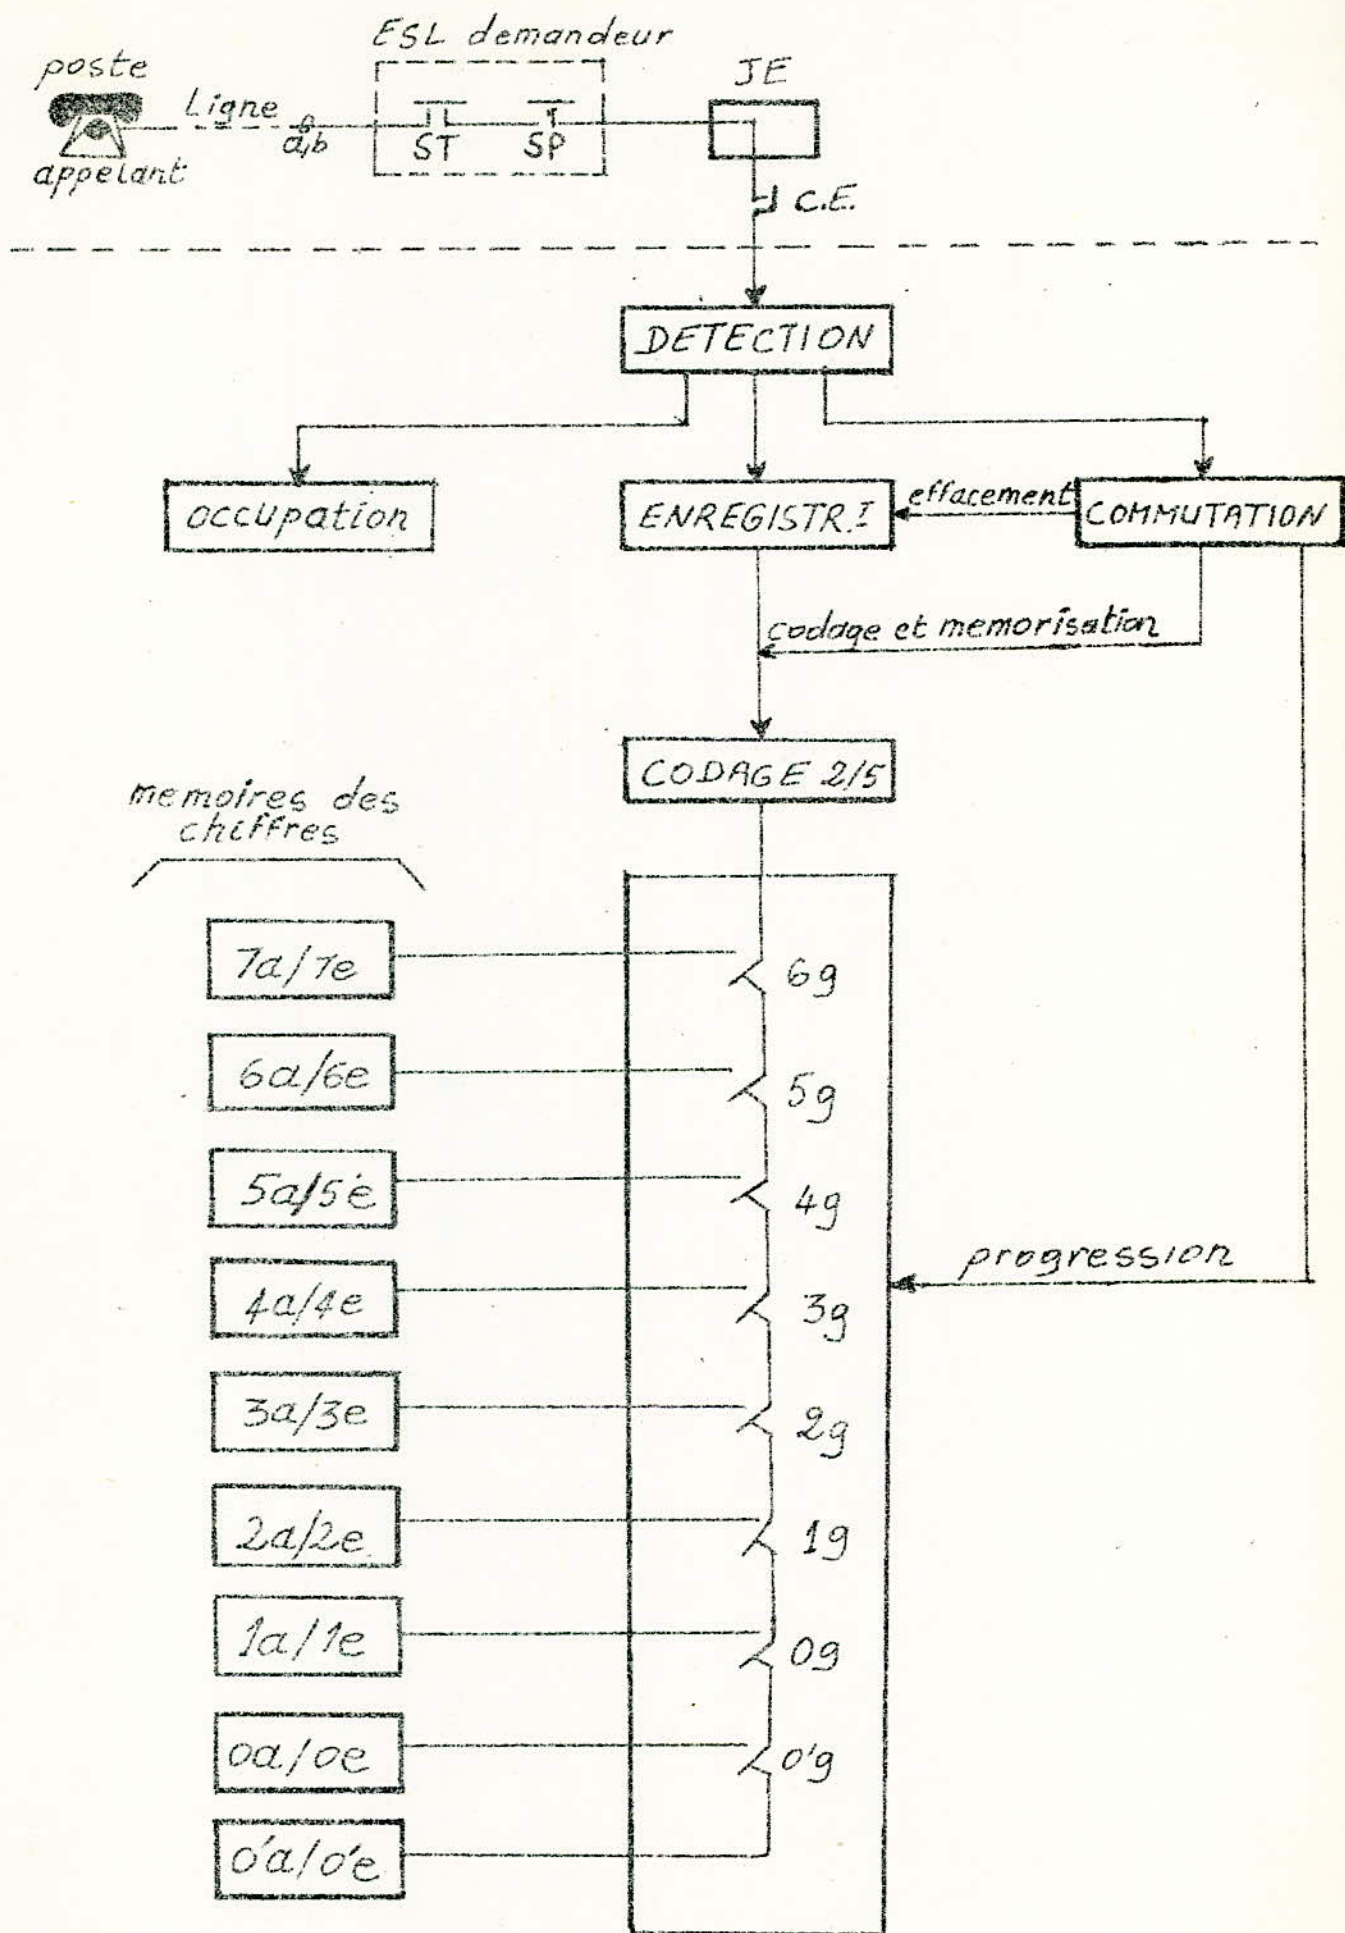 ESL demandeur
poste
JE
Ligne
a,b
ST
SP
appelant
C.E.
DETECTION
occupation
ENREGISTR.I
effacement
COMMUTATION
codage et memorisation
CODAGE 2/5
memoires des
chiffres
7a/7e
6g
6a/6e
5g
5a/5e
4g
progression
4a/4e
3g
3a/3e
2g
2a/2e
1g
1a/1e
0g
0a/0e
0'g
0'a/0'e